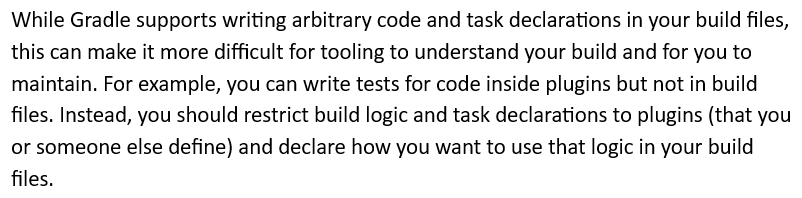 While Gradle supports writing arbitrary code and task declarations in your build files,
this can make it more difficult for tooling to understand your build and for you to
maintain. For example, you can write tests for code inside plugins but not in build
files. Instead, you should restrict build logic and task declarations to plugins (that you
or someone else define) and declare how you want to use that logic in your build
files.